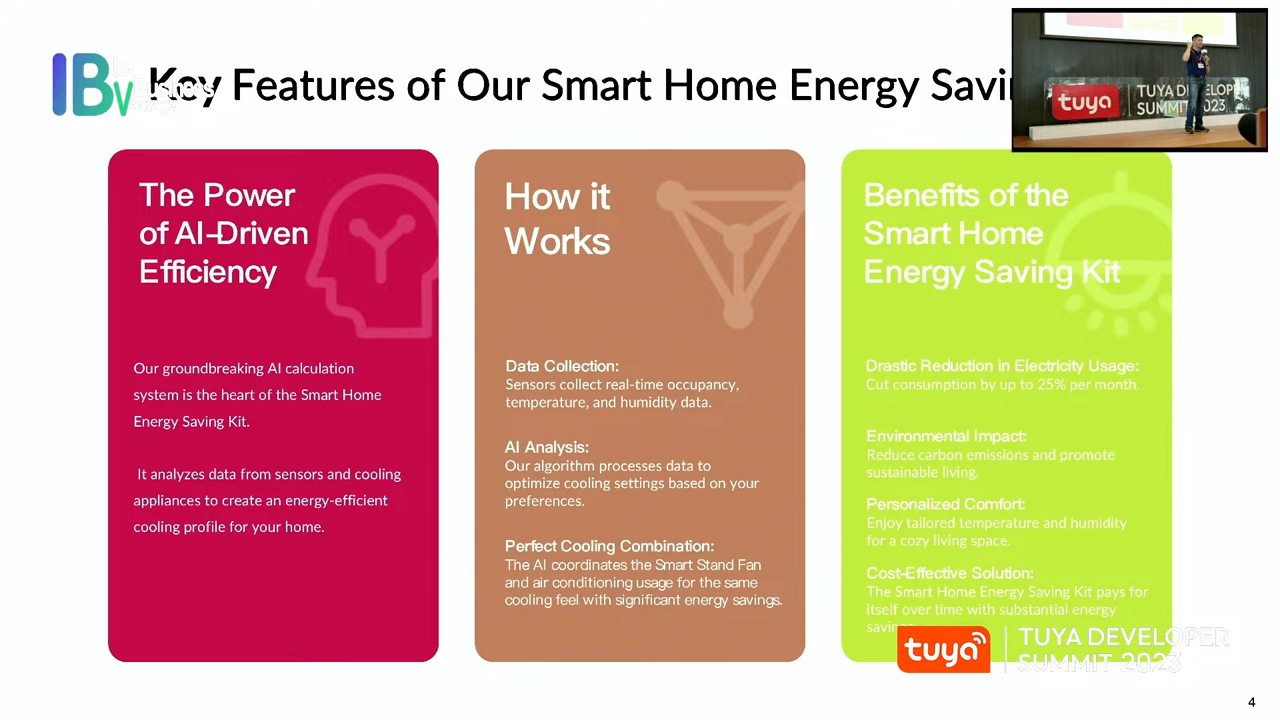 IBV
Key Features of Our Smart Home Energy Savin
tuya
TUYA DEVELOPE
SUMMIT 2023
The Power
of AI-Driven
Efficiency
Our groundbreaking AI calculation
system is the heart of the Smart Home
Energy Saving Kit.
It analyzes data from sensors and cooling
appliances to create an energy-efficient
cooling profile for your home.
How it
Works
Data Collection:
Sensors collect real-time occupancy,
temperature, and humidity data.
AI Analysis:
Our algorithm processes data to
optimize cooling settings based on your
preferences.
Perfect Cooling Combination:
The AI coordinates the Smart Stand Fan
and air conditioning usage for the same
cooling feel with significant energy savings.
Benefits of the
Smart Home
Energy Saving Kit
Drastic Reduction in Electricity Usage:
Cut consumption by up to 25% per month.
Environmental Impact:
Reduce carbon emissions and promote
sustainable living.
Personalized Comfort:
Enjoy tailored temperature and humidity
for a cozy living space.
Cost-Effective Solution:
The Smart Home Energy Saving Kit pays for
itself over time with substantial energy
tuya
TUYA DEVELOPER
SUMMIT 2023
4